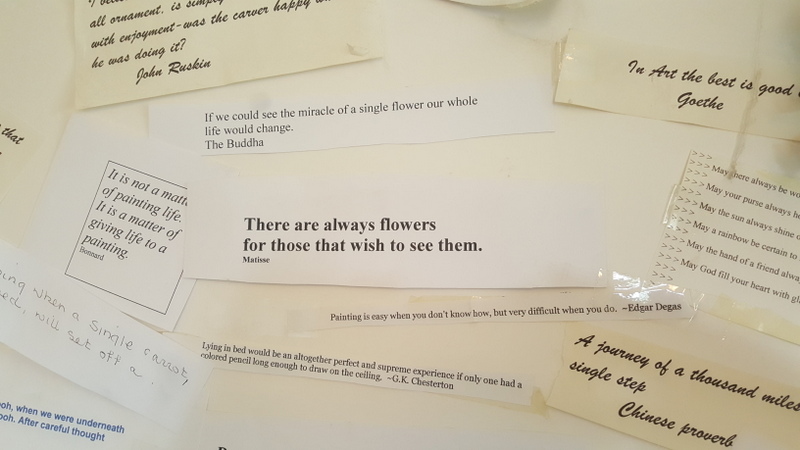 all ornament, is simply
with enjoyment-was the carver happy
he was doing it?
John Ruskin
In Art the best is good
Goethe
If we could see the miracle of a single flower our whole
life would change.
The Buddha
that
It is not a
of painting life.
It is a matter of
giving life to a
painting.
Bonnard
There are always flowers
for those that wish to see them.
Matisse
>>>
>>> May there always be
>>>
>>> May your purse always
>>>
>>> May the sun always shine
>>>
>>> May a rainbow be certain to
>>>
>>> May the hand of a friend
>>>
>>> May God fill your heart with
>>>
>>>
when a single carrot,
will set off a
Painting is easy when you don't know how, but very difficult when you do. ~Edgar Degas
Lying in bed would be an altogether perfect and supreme experience if only one had a
colored pencil long enough to draw on the ceiling. ~G.K. Chesterton
A journey of a thousand miles
single step
Chinese proverb
ooh, when we were underneath
ooh. After careful thought